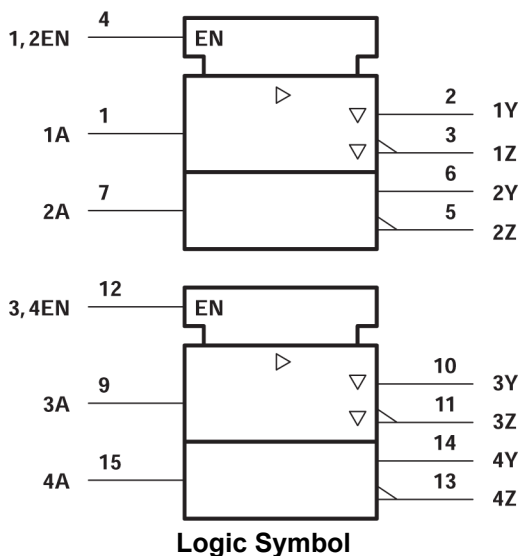 4
1,2EN EN
1 2 1Y
1A 3 1Z
7 6 2Y
2A 5 2Z
12
3,4EN EN
9 10 3Y
3A 11 3Z
15 14 4Y
4A 13 4Z
Logic Symbol